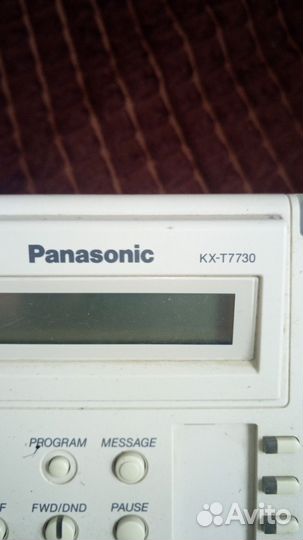 Panasonic KX-T7730
PROGRAM MESSAGE
F FWD/DND PAUSE
Avito